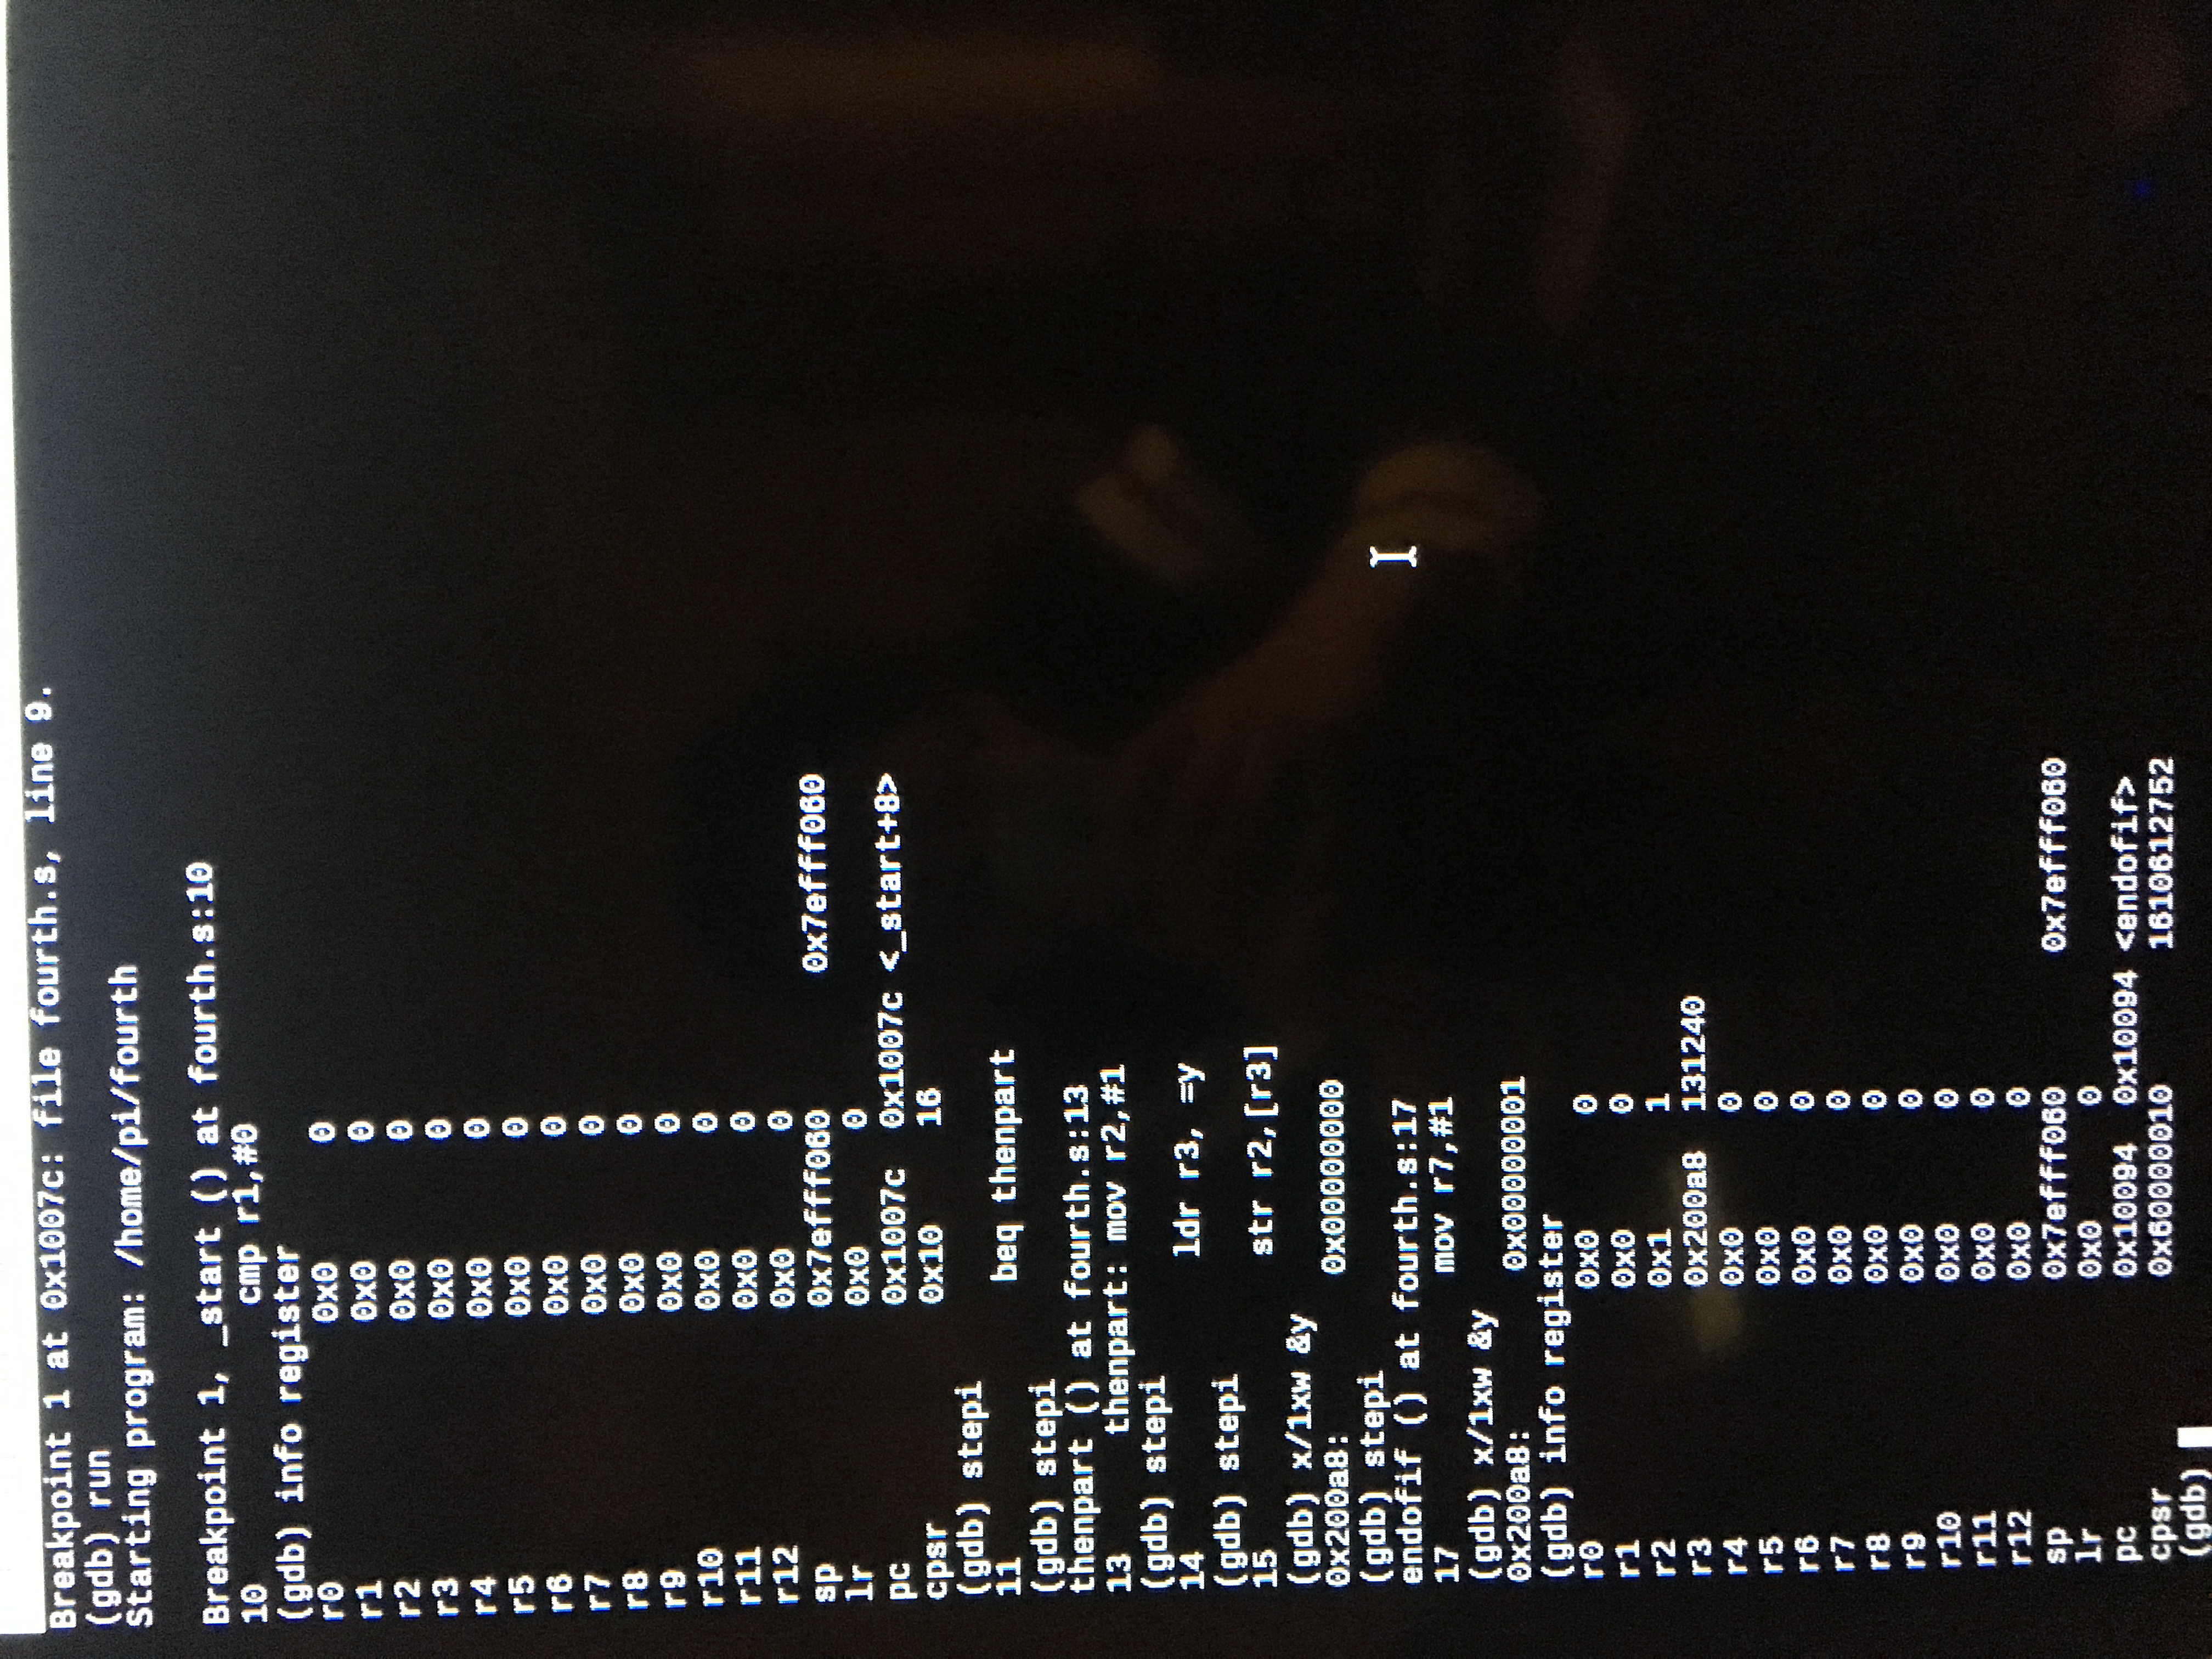 Breakpoint 1 at 0x1007c: file fourth.s, line 9.
(gdb) run
Starting program: /home/pi/fourth
Breakpoint 1, _start () at fourth.s:10
10 cmp r1,#0
(gdb) info register
r0 0x0 0
r1 0x0 0
r2 0x0 0
r3 0x0 0
r4 0x0 0
r5 0x0 0
r6 0x0 0
r7 0x0 0
r8 0x0 0
r9 0x0 0
r10 0x0 0
r11 0x0 0
r12 0x0 0
sp 0x7efff060 0x7efff060
lr 0x0 0
pc 0x1007c 0x1007c <_start+8>
cpsr 0x10 16
(gdb) stepi
11 beq thenpart
(gdb) stepi
thenpart () at fourth.s:13
13 thenpart: mov r2,#1
(gdb) stepi
14 ldr r3, =y
(gdb) stepi
15 str r2,[r3]
(gdb) x/1xw &y
0x200a8: 0x00000000
(gdb) stepi
endofif () at fourth.s:17
17 mov r7,#1
(gdb) x/1xw &y
0x200a8: 0x00000001
(gdb) info register
r0 0x0 0
r1 0x0 0
r2 0x1 1
r3 0x200a8 131240
r4 0x0 0
r5 0x0 0
r6 0x0 0
r7 0x0 0
r8 0x0 0
r9 0x0 0
r10 0x0 0
r11 0x0 0
r12 0x0 0
sp 0x7efff060 0x7efff060
lr 0x0 0
pc 0x10094 0x10094 <endofif>
cpsr 0x60000010 1610612752
(gdb)